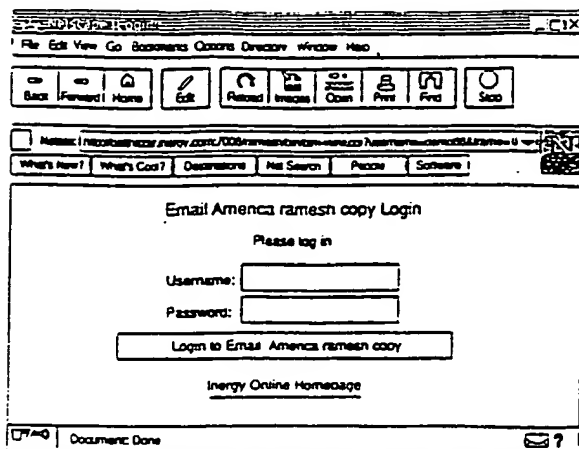 Netscape: [Login]
File Edit View Go Bookmarks Options Directory Window Help
Back Forward Home Edit Reload Images Open Print Find Stop
What's New? What's Cool? Destinations Net Search People Software
Email America ramesh copy Login
Please log in
Username:
Password:
Login to Email America ramesh copy
Inergy Online Homepage
Document: Done
?